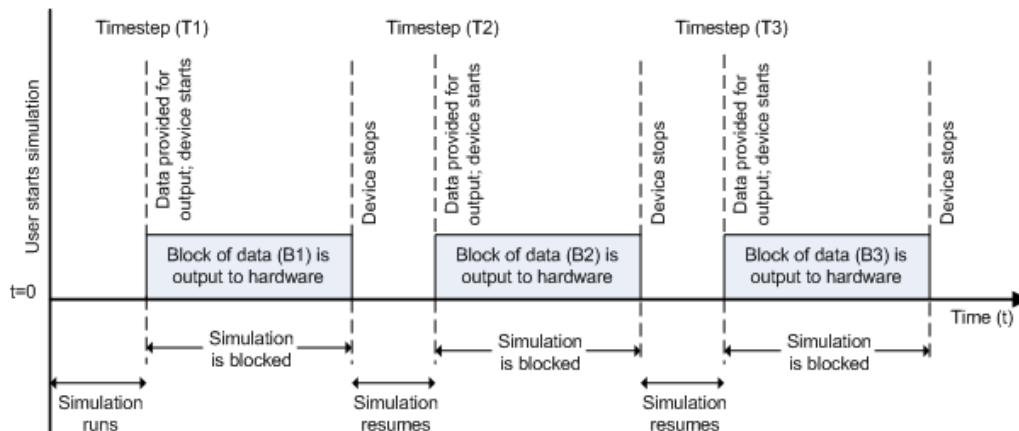 Timestep (T1)
Timestep (T2)
Timestep (T3)
User starts simulation
Data provided for
output; device starts
Device stops
Data provided for
output; device starts
Device stops
Data provided for
output; device starts
Device stops
Block of data (B1) is
output to hardware
Block of data (B2) is
output to hardware
Block of data (B3) is
output to hardware
t=0
Time (t)
Simulation
is blocked
Simulation
is blocked
Simulation
is blocked
Simulation
runs
Simulation
resumes
Simulation
resumes